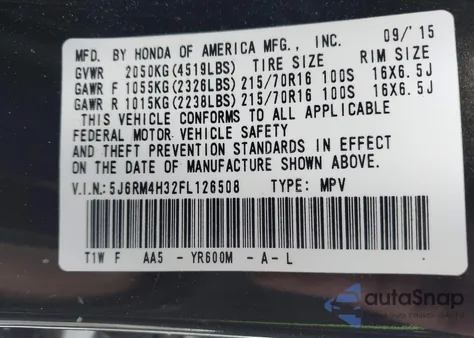 MFD. BY HONDA OF AMERICA MFG., INC. 09/'15
GVWR 2050KG(4519LBS) TIRE SIZE RIM SIZE
GAWR F 1055KG(2326LBS) 215/70R16 100S 16X6.5J
GAWR R 1015KG(2238LBS) 215/70R16 100S 16X6.5J
THIS VEHICLE CONFORMS TO ALL APPLICABLE
FEDERAL MOTOR VEHICLE SAFETY
AND THEFT PREVENTION STANDARDS IN EFFECT
ON THE DATE OF MANUFACTURE SHOWN ABOVE.
V.I.N:5J6RM4H32FL126508 TYPE: MPV
T1W F AA5 - YR600M - A - L
autoSnap